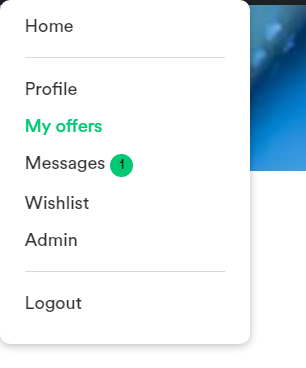 Home
Profile
My offers
Messages 1
Wishlist
Admin
Logout